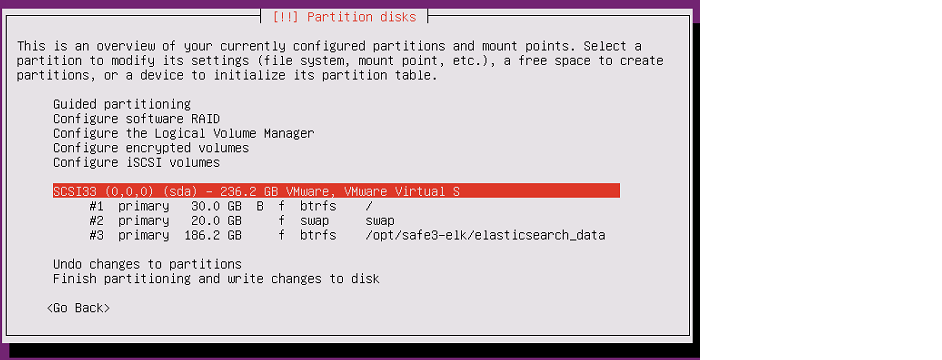 [!!] Partition disks
This is an overview of your currently configured partitions and mount points. Select a
partition to modify its settings (file system, mount point, etc.), a free space to create
partitions, or a device to initialize its partition table.
Guided partitioning
Configure software RAID
Configure the Logical Volume Manager
Configure encrypted volumes
Configure iSCSI volumes
SCSI33 (0,0,0) (sda) - 236.2 GB VMware, VMware Virtual S
#1 primary 30.0 GB B f btrfs /
#2 primary 20.0 GB f swap swap
#3 primary 186.2 GB f btrfs /opt/safe3-elk/elasticsearch_data
Undo changes to partitions
Finish partitioning and write changes to disk
<Go Back>